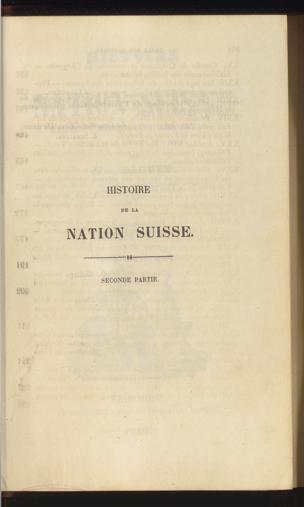 HISTOIRE
DE LA
NATION SUISSE.
SECONDE PARTIE.